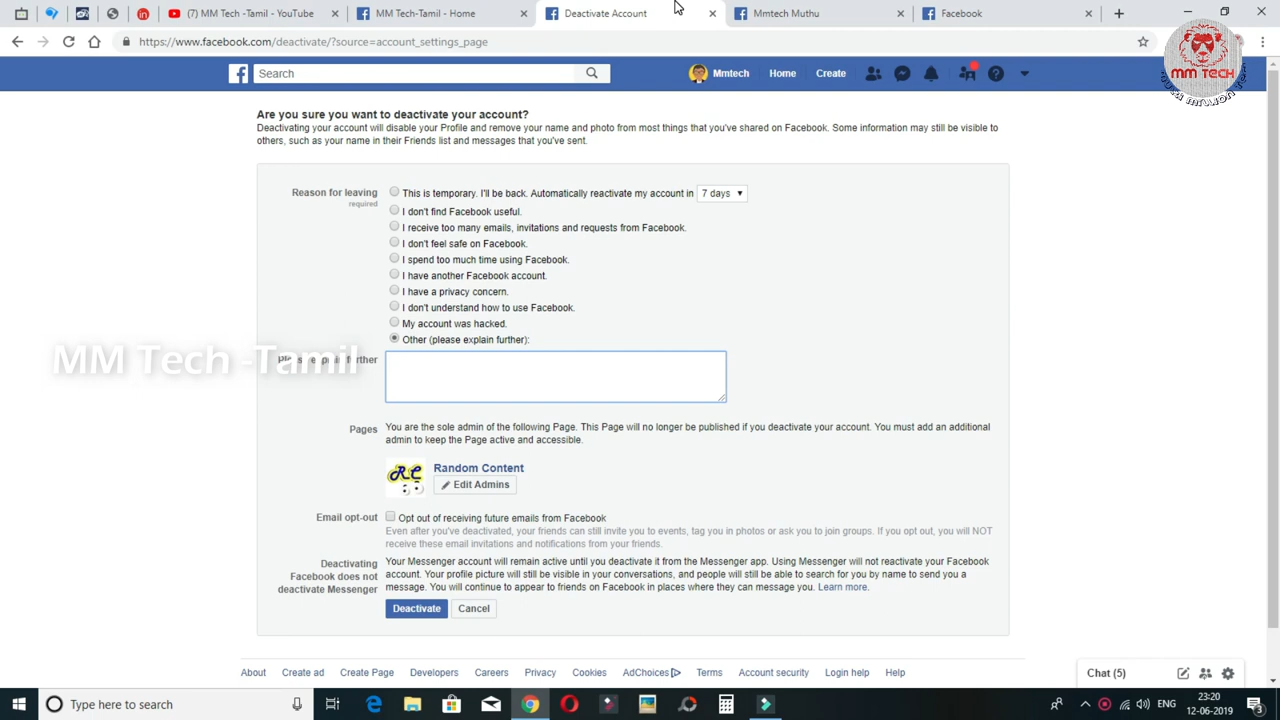 (7) MM Tech -Tamil - YouTube
MM Tech-Tamil - Home
Deactivate Account
Mmtech Muthu
Facebook
https://www.facebook.com/deactivate/?source=account_settings_page
MM TECH
Search
Mmtech
Home
Create
Are you sure you want to deactivate your account?
Deactivating your account will disable your Profile and remove your name and photo from most things that you've shared on Facebook. Some information may still be visible to
others, such as your name in their Friends list and messages that you've sent.
Reason for leaving
required
This is temporary. I'll be back. Automatically reactivate my account in 7 days
I don't find Facebook useful.
I receive too many emails, invitations and requests from Facebook.
I don't feel safe on Facebook.
I spend too much time using Facebook.
I have another Facebook account.
I have a privacy concern.
I don't understand how to use Facebook.
My account was hacked.
Other (please explain further):
MM Tech -Tamil
Please explain further
Pages
You are the sole admin of the following Page. This Page will no longer be published if you deactivate your account. You must add an additional
admin to keep the Page active and accessible.
RC
Random Content
Edit Admins
Email opt-out
Opt out of receiving future emails from Facebook
Even after you've deactivated, your friends can still invite you to events, tag you in photos or ask you to join groups. If you opt out, you will NOT
receive these email invitations and notifications from your friends.
Deactivating
Facebook does not
deactivate Messenger
Your Messenger account will remain active until you deactivate it from the Messenger app. Using Messenger will not reactivate your Facebook
account. Your profile picture will still be visible in your conversations, and people will still be able to search for you by name to send you a
message. You will continue to appear to friends on Facebook in places where they can message you. Learn more.
Deactivate
Cancel
About
Create ad
Create Page
Developers
Careers
Privacy
Cookies
AdChoices
Terms
Account security
Login help
Help
Chat (5)
Type here to search
ENG
23:20
12-06-2019
3